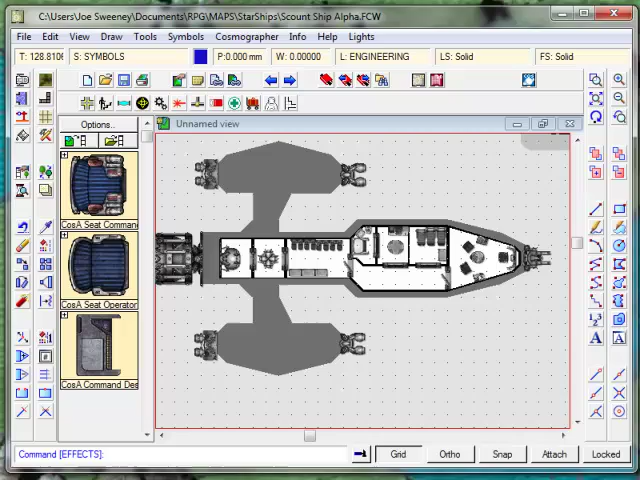 C:\Users\Joe Sweeney\Documents\RPG\MAPS\StarShips\Scount Ship Alpha.FCW
File Edit View Draw Tools Symbols Cosmographer Info Help Lights
T: 128.8106 S: SYMBOLS P:0.000 mm W: 0.00000 L: ENGINEERING LS: Solid FS: Solid
Options..
Unnamed view
CosA Seat Comman
CosA Seat Operator
CosA Command Des
Command [EFFECTS]:
Grid Ortho Snap Attach Locked